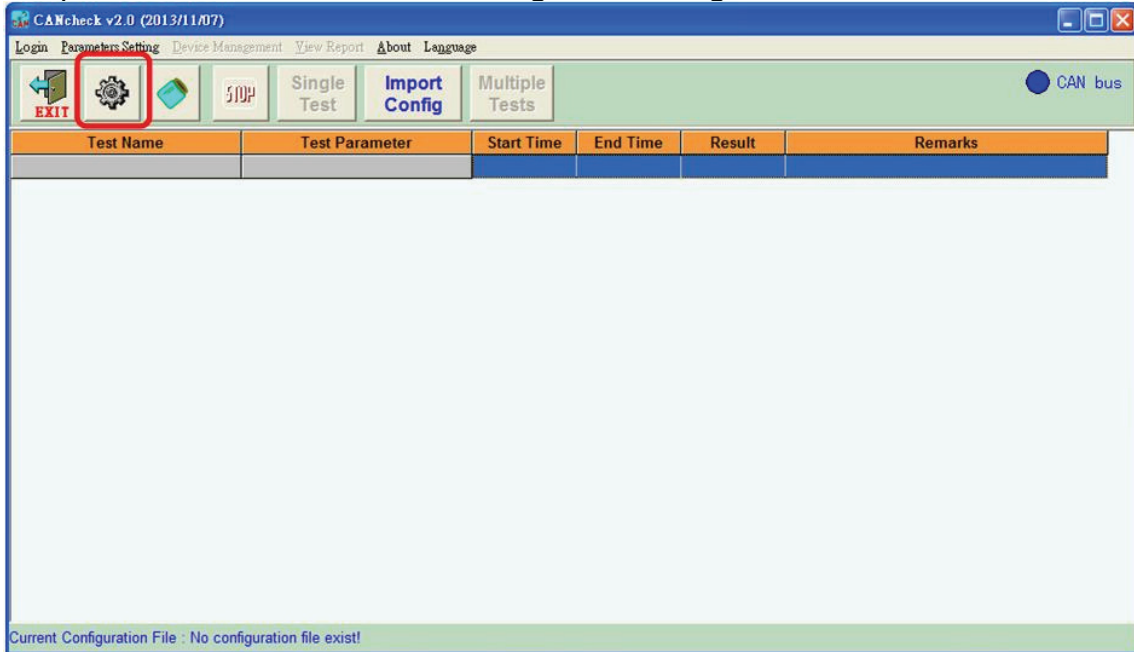 CANcheck v2.0 (2013/11/07)
Login Parameters Setting Device Management View Report About Language
EXIT STOP Single Test Import Config Multiple Tests CAN bus
Test Name Test Parameter Start Time End Time Result Remarks
Current Configuration File : No configuration file exist!